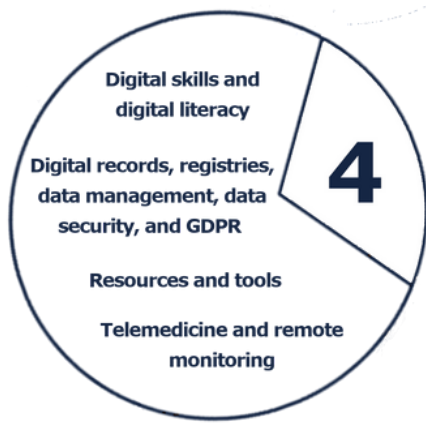 Digital skills and
digital literacy
4
Digital records, registries,
data management, data
security, and GDPR
Resources and tools
Telemedicine and remote
monitoring